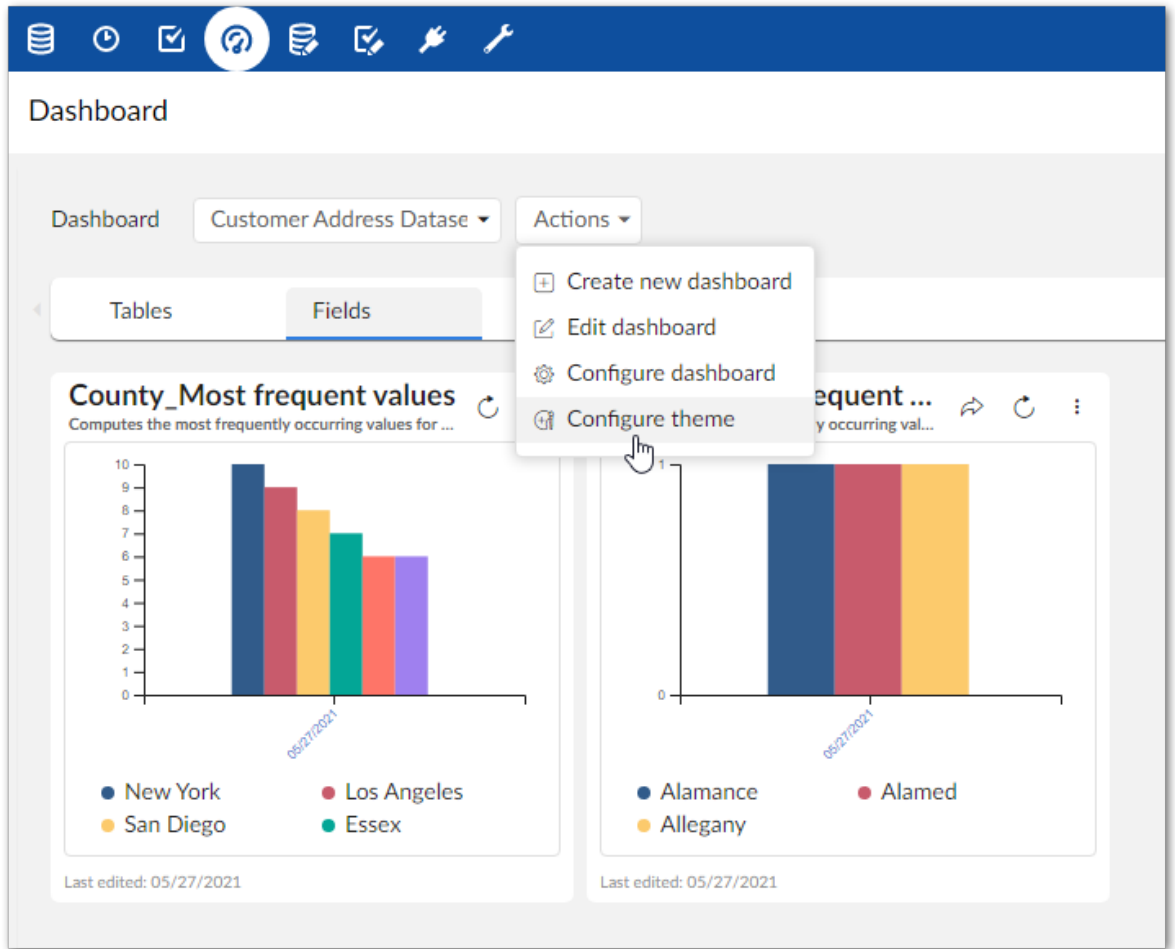 Dashboard
Dashboard Customer Address Datase Actions
Create new dashboard
Edit dashboard
Configure dashboard
Configure theme
Tables Fields
County_Most frequent values
Computes the most frequently occurring values for ...
10
9
8
7
6
5
4
3
2
1
0
05/27/2021
New York Los Angeles
San Diego Essex
Last edited: 05/27/2021
equent ...
y occurring val...
1
0
05/27/2021
Alamance Alamed
Allegany
Last edited: 05/27/2021